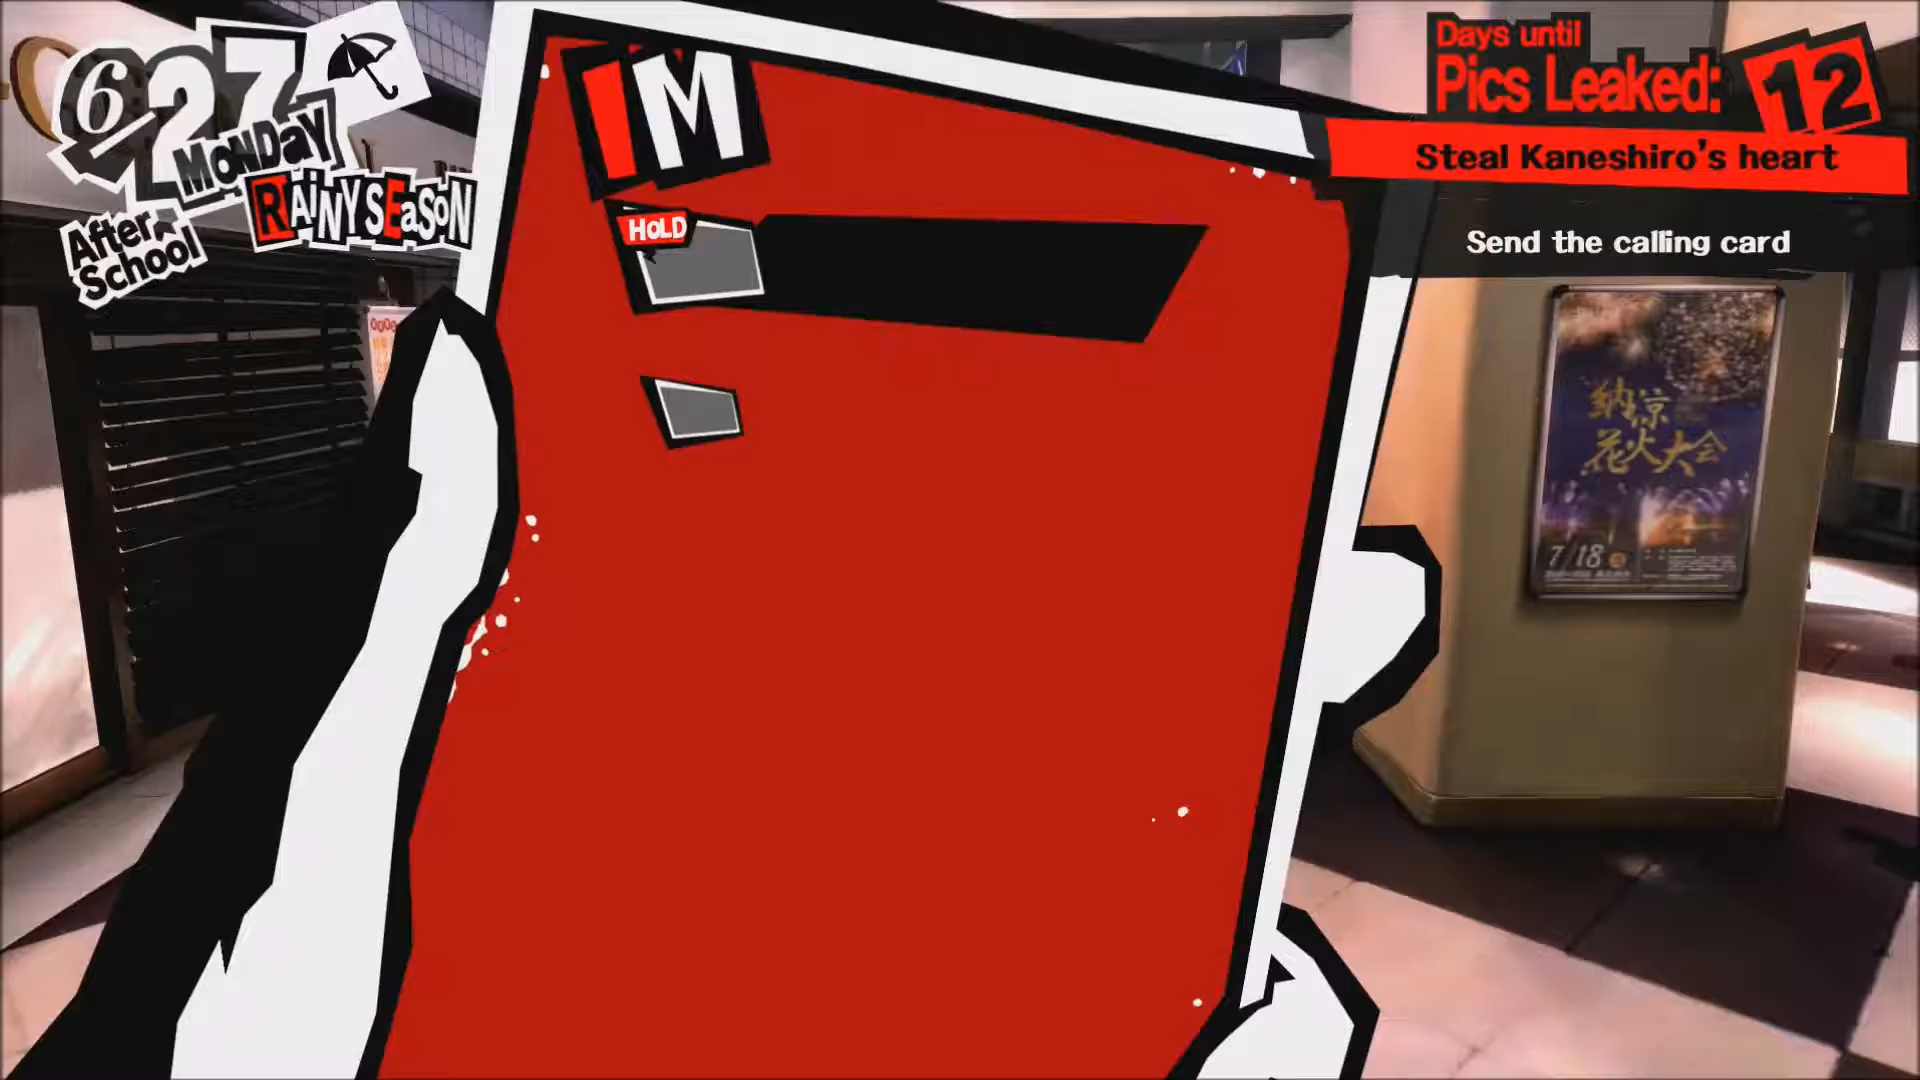 6/27
MONDAY
RAiNY SEaSoN
After
School
IM
HOLD
Days until
Pics Leaked: 12
Steal Kaneshiro's heart
Send the calling card
納涼
花火大会
7/18